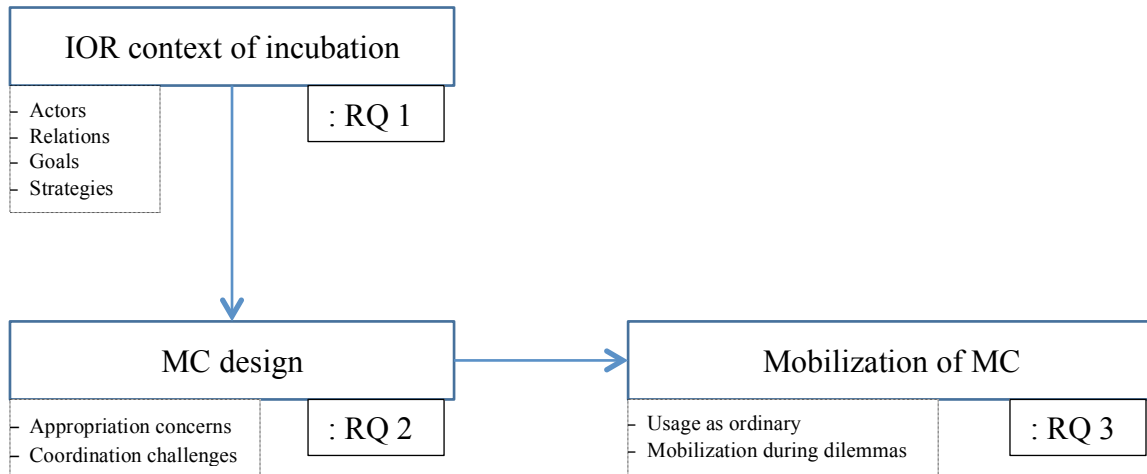 IOR context of incubation
: RQ 1
– Actors
– Relations
– Goals
– Strategies
MC design
: RQ 2
– Appropriation concerns
– Coordination challenges
Mobilization of MC
: RQ 3
– Usage as ordinary
– Mobilization during dilemmas